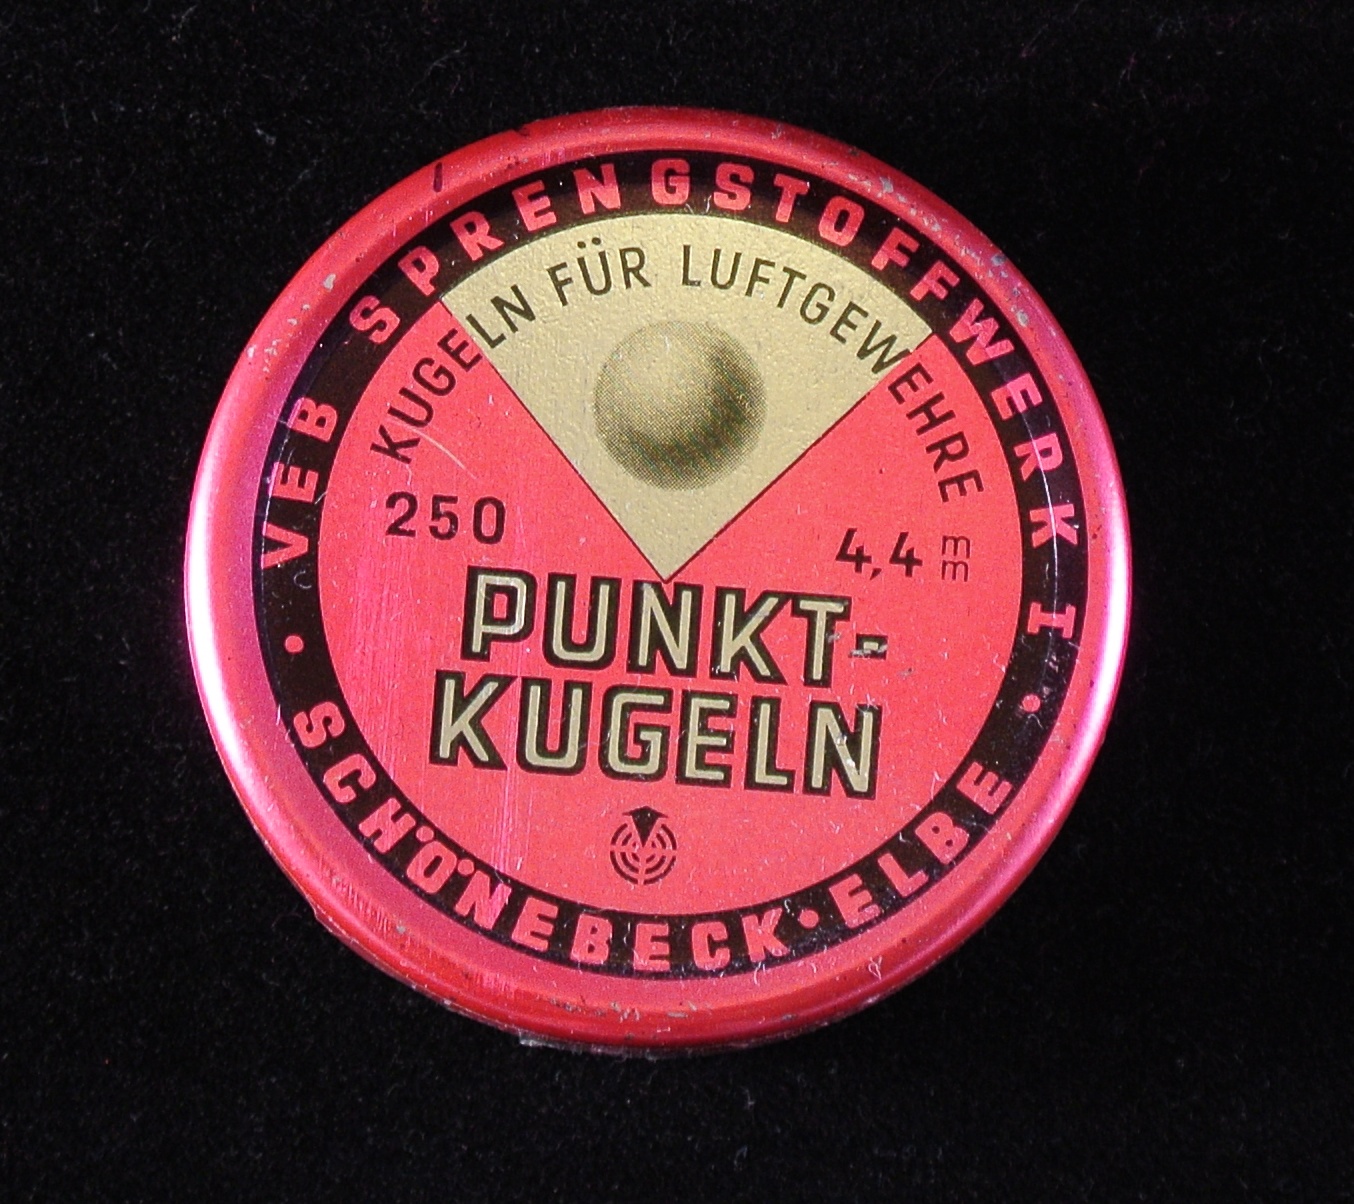 VEB SPRENGSTOFFWERK I
KUGELN FÜR LUFTGEWEHRE
250
4,4 mm
PUNKT-
KUGELN
• SCHÖNEBECK • ELBE •